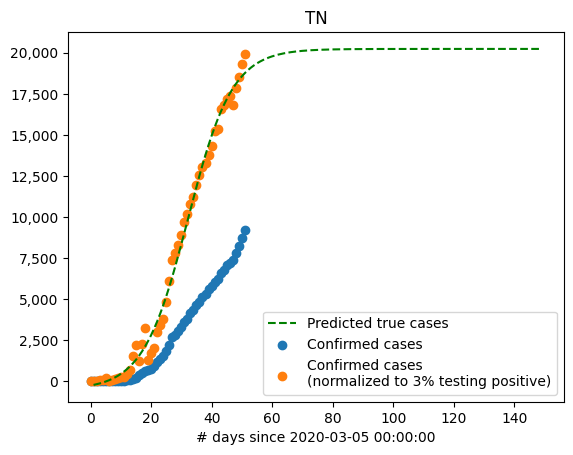 TN
20,000
17,500
15,000
12,500
10,000
7,500
5,000
2,500
0
Predicted true cases
Confirmed cases
Confirmed cases
(normalized to 3% testing positive)
0 20 40 60 80 100 120 140
# days since 2020-03-05 00:00:00